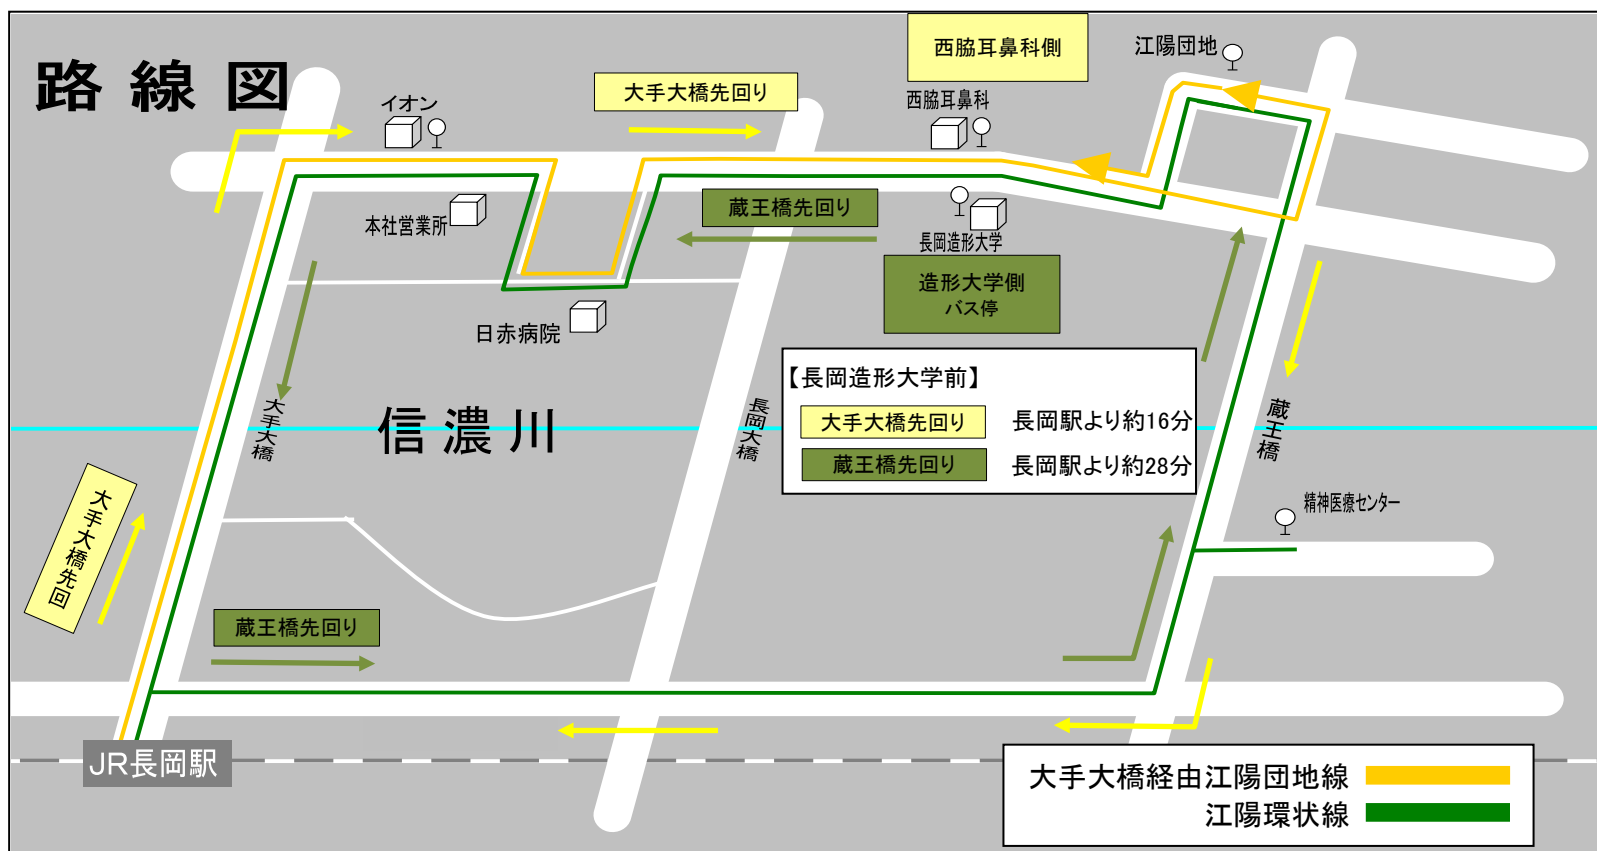 路線図
西脇耳鼻科側
江陽団地
大手大橋先回り
イオン
西脇耳鼻科
本社営業所
蔵王橋先回り
長岡造形大学
造形大学側
バス停
日赤病院
【長岡造形大学前】
大手大橋先回り 長岡駅より約16分
蔵王橋先回り 長岡駅より約28分
大手大橋
信濃川
長岡大橋
蔵王橋
精神医療センター
大手大橋先回
蔵王橋先回り
JR長岡駅
大手大橋経由江陽団地線
江陽環状線